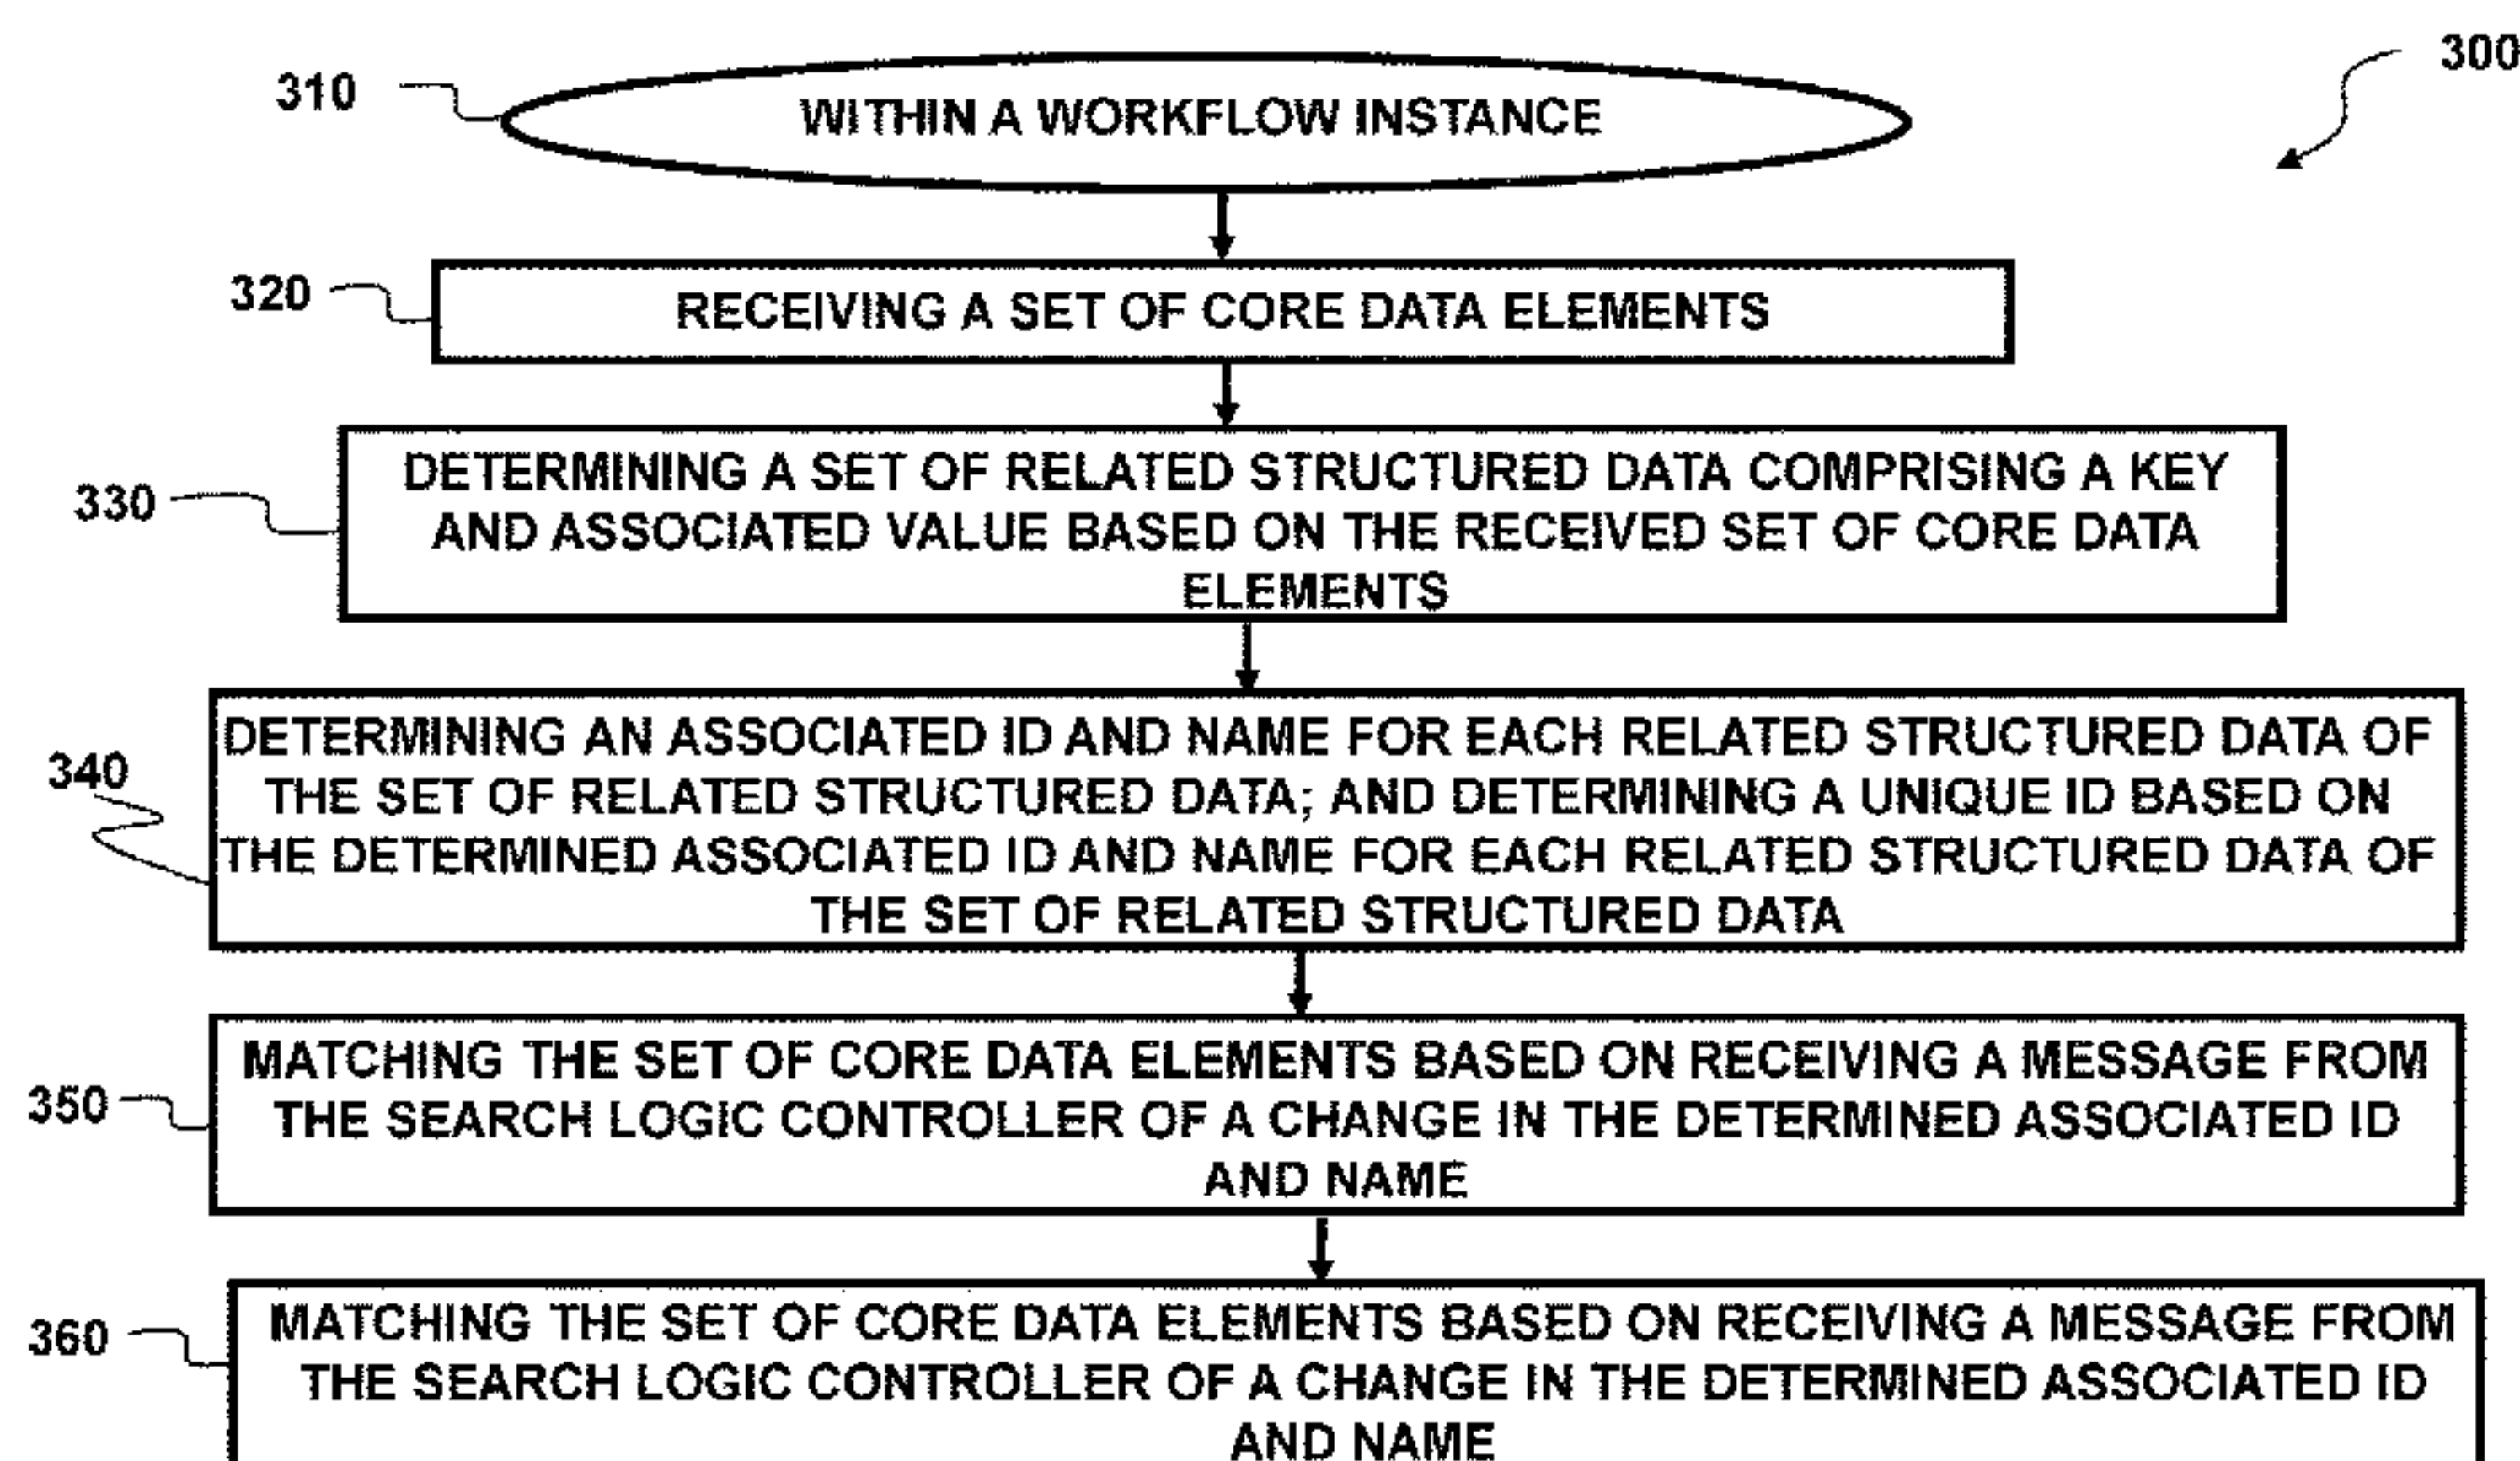 300
310
WITHIN A WORKFLOW INSTANCE
320
RECEIVING A SET OF CORE DATA ELEMENTS
330
DETERMINING A SET OF RELATED STRUCTURED DATA COMPRISING A KEY
AND ASSOCIATED VALUE BASED ON THE RECEIVED SET OF CORE DATA
ELEMENTS
340
DETERMINING AN ASSOCIATED ID AND NAME FOR EACH RELATED STRUCTURED DATA OF
THE SET OF RELATED STRUCTURED DATA; AND DETERMINING A UNIQUE ID BASED ON
THE DETERMINED ASSOCIATED ID AND NAME FOR EACH RELATED STRUCTURED DATA OF
THE SET OF RELATED STRUCTURED DATA
350
MATCHING THE SET OF CORE DATA ELEMENTS BASED ON RECEIVING A MESSAGE FROM
THE SEARCH LOGIC CONTROLLER OF A CHANGE IN THE DETERMINED ASSOCIATED ID
AND NAME
360
MATCHING THE SET OF CORE DATA ELEMENTS BASED ON RECEIVING A MESSAGE FROM
THE SEARCH LOGIC CONTROLLER OF A CHANGE IN THE DETERMINED ASSOCIATED ID
AND NAME